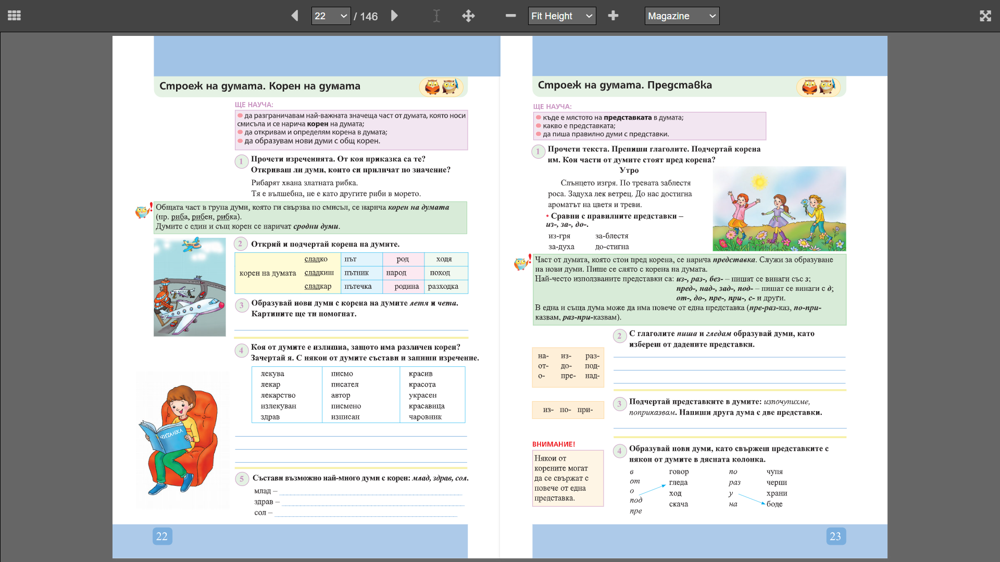 22 / 146 Fit Height Magazine
Строеж на думата. Корен на думата
ЩЕ НАУЧА:
да разграничавам най-важната значеща част от думата, която носи
смисъла и се нарича корен на думата;
да откривам и определям корена в думата;
да образувам нови думи с общ корен.
1 Прочети изреченията. От коя приказка са те?
Откриваш ли думи, които си приличат по значение?
Рибарят хвана златната рибка.
Тя е вълшебна, не е като другите риби в морето.
! Общата част в група думи, която ги свързва по смисъл, се нарича корен на думата
(пр. риба, рибен, рибка).
Думите с един и същ корен се наричат сродни думи.
2 Открий и подчертай корена на думите.
сладко път род ходя
корен на думата сладкиш пътник народ поход
сладкар пътечка родина разходка
3 Образувай нови думи с корена на думите летя и чета.
Картините ще ти помогнат.
4 Коя от думите е излишна, защото има различен корен?
Зачертай я. С някои от думите състави и запиши изречение.
лекува писмо красив
лекар писател красота
лекарство автор украсен
излекуван писмено красавица
здрав изписан чаровник
ЧИТАНКА
5 Състави възможно най-много думи с корен: млад, здрав, сол.
млад –
здрав –
сол –
22
Строеж на думата. Представка
ЩЕ НАУЧА:
къде е мястото на представката в думата;
какво е представката;
да пиша правилно думи с представки.
1 Прочети текста. Препиши глаголите. Подчертай корена
им. Кои части от думите стоят пред корена?
Утро
Слънцето изгря. По тревата заблестя
роса. Задуха лек ветрец. До нас достигна
ароматът на цветя и треви.
• Сравни с правилните представки –
из-, за-, до-.
из-гря за-блестя
за-духа до-стигна
! Част от думата, която стои пред корена, се нарича представка. Служи за образуване
на нови думи. Пише се слято с корена на думата.
Най-често използваните представки са: из-, раз-, без- – пишат се винаги със з;
пред-, над-, зад-, под- – пишат се винаги с д;
от-, до-, пре-, при-, с- и други.
В една и съща дума може да има повече от една представка (пре-раз-каз, по-при-
казвам, раз-при-казвам).
2 С глаголите пиша и гледам образувай думи, като
избереш от дадените представки.
на- из- раз-
от- до- под-
о- пре- над-
3 Подчертай представките в думите: изпочупихме,
поприказвам. Напиши друга дума с две представки.
из- по- при-
ВНИМАНИЕ!
Някои от
корените могат
да се свържат с
повече от една
представка.
4 Образувай нови думи, като свържеш представките с
някои от думите в дясната колонка.
в говор по чупя
от гледа раз черпи
о ход у храни
под скача на боде
пре
23